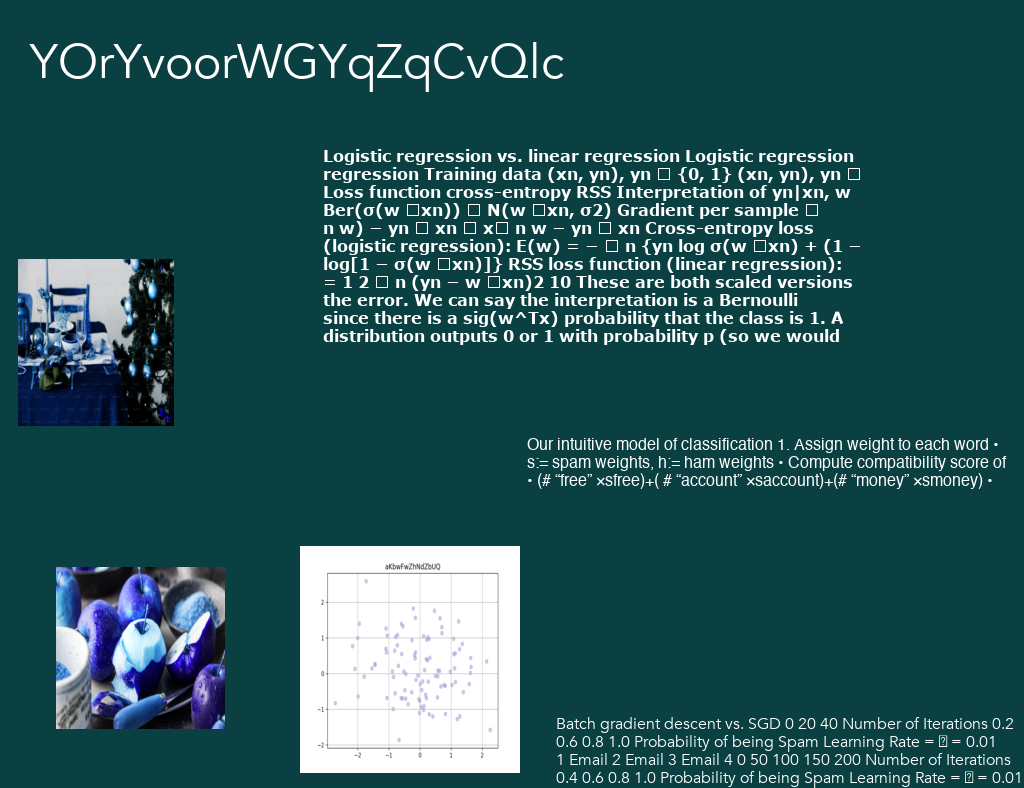 YOrYvoorWGYqZqCvQlc
Logistic regression vs. linear regression Logistic regression
regression Training data (xn, yn), yn □ {0, 1} (xn, yn), yn □
Loss function cross-entropy RSS Interpretation of yn|xn, w
Ber(σ(w □xn)) □ N(w □xn, σ2) Gradient per sample □
n w) − yn □ xn □ x□ n w − yn □ xn Cross-entropy loss
(logistic regression): E(w) = − □ n {yn log σ(w □xn) + (1 −
log[1 − σ(w □xn)]} RSS loss function (linear regression):
= 1 2 □ n (yn − w □xn)2 10 These are both scaled versions
the error. We can say the interpretation is a Bernoulli
since there is a sig(w^Tx) probability that the class is 1. A
distribution outputs 0 or 1 with probability p (so we would
Our intuitive model of classification 1. Assign weight to each word •
s:= spam weights, h:= ham weights • Compute compatibility score of
• (# “free” ×sfree)+( # “account” ×saccount)+(# “money” ×smoney) •
aKbwFwZhNdZbUQ
2
1
0
−1
−2
−2 −1 0 1 2
Batch gradient descent vs. SGD 0 20 40 Number of Iterations 0.2
0.6 0.8 1.0 Probability of being Spam Learning Rate = □ = 0.01
1 Email 2 Email 3 Email 4 0 50 100 150 200 Number of Iterations
0.4 0.6 0.8 1.0 Probability of being Spam Learning Rate = □ = 0.01